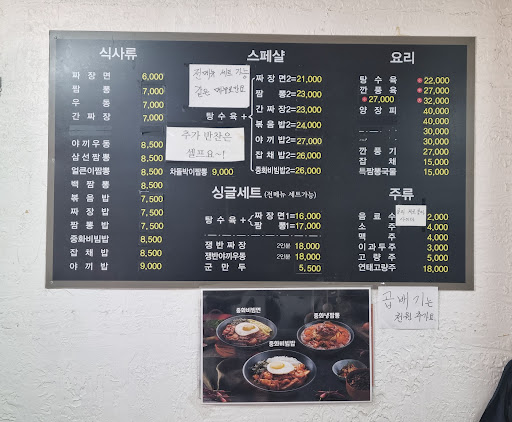 식사류
짜장면 6,000
짬뽕 7,000
우동 7,000
간짜장 7,000
야끼우동 8,500
삼선짬뽕 8,500
얼큰이짬뽕 8,500
백짬뽕 8,500
볶음밥 7,500
짜장밥 7,500
짬뽕밥 7,500
중화비빔밥 8,500
잡채밥 8,500
야끼밥 9,000
스페샬
전메뉴 세트 가능
탕수육+
짜장면2=21,000
짬뽕2=23,000
간짜장2=23,000
볶음밥2=24,000
야끼우동2=27,000
잡채밥2=26,000
중화비빔밥2=26,000
추가 반찬은
셀프요~!
차돌박이짬뽕 9,000
싱글세트 (전메뉴 세트가능)
탕수육+
짜장면1=16,000
짬뽕1=17,000
쟁반짜장 2인분 18,000
쟁반야끼우동 2인분 18,000
군만두 5,500
요리
탕수육 22,000
깐풍육 27,000
27,000 32,000
양장피 40,000
40,000
30,000
30,000
깐풍기 27,000
잡채 15,000
특짬뽕국물 15,000
주류
음료수 2,000
소주 4,000
맥주 4,000
이과두주 3,000
고량주 5,000
연태고량주 18,000
곱빼기는
천원 추가요
중화비빔면
중화냉짬뽕
중화비빔밥